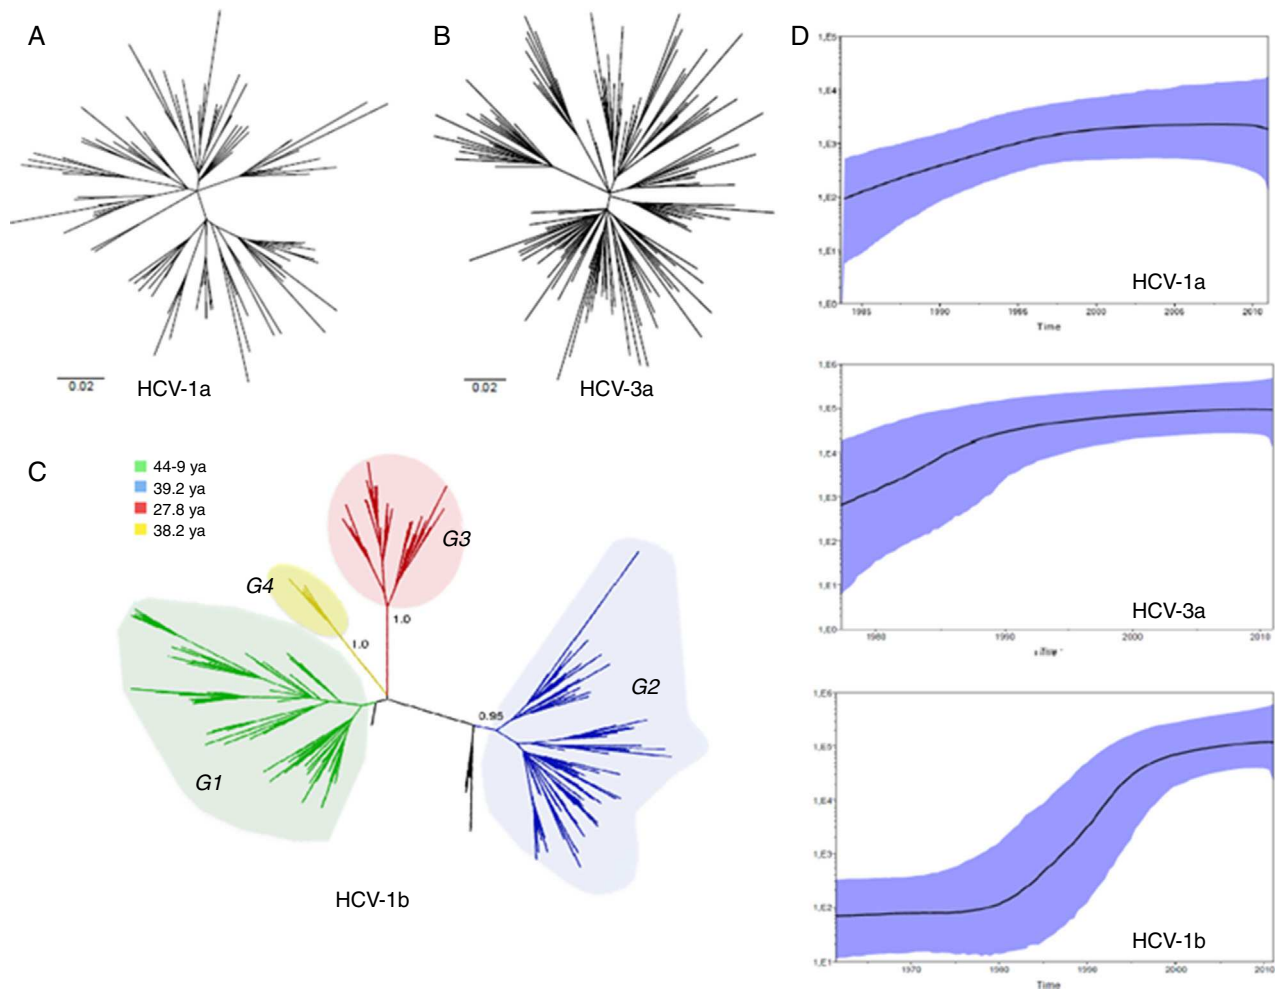 A
0.02
HCV-1a
B
0.02
HCV-3a
C
44-9 ya
39.2 ya
27.8 ya
38.2 ya
G3
G4
1.0
1.0
G2
0.95
G1
HCV-1b
D
1,E5
1,E4
1,E3
1,E2
1,E1
1,E0
HCV-1a
1985 1990 1995 2000 2005 2010
Time
1,E6
1,E5
1,E4
1,E3
1,E2
1,E1
1,E0
HCV-3a
1980 1990 2000 2010
1,E6
1,E5
1,E4
1,E3
1,E2
1,E1
HCV-1b
1970 1980 1990 2000 2010
Time